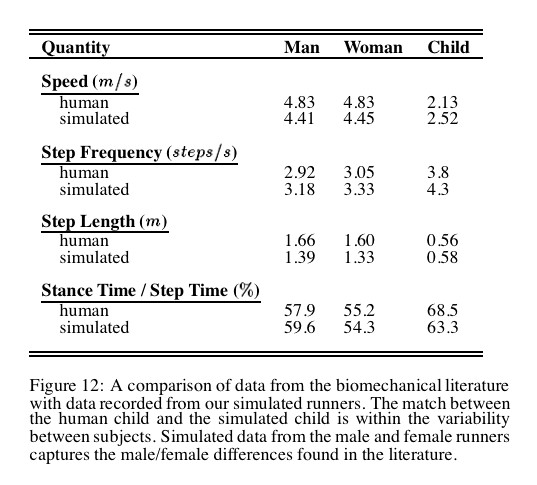 Quantity Man Woman Child
Speed (m/s)
human 4.83 4.83 2.13
simulated 4.41 4.45 2.52
Step Frequency (steps/s)
human 2.92 3.05 3.8
simulated 3.18 3.33 4.3
Step Length (m)
human 1.66 1.60 0.56
simulated 1.39 1.33 0.58
Stance Time / Step Time (%)
human 57.9 55.2 68.5
simulated 59.6 54.3 63.3
Figure 12: A comparison of data from the biomechanical literature
with data recorded from our simulated runners. The match between
the human child and the simulated child is within the variability
between subjects. Simulated data from the male and female runners
captures the male/female differences found in the literature.